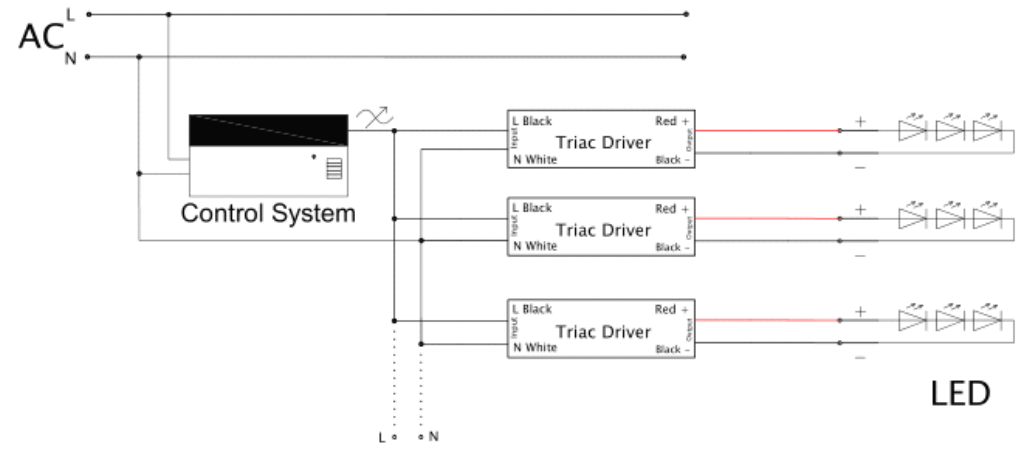 AC
L
N
Control System
L Black
Red +
Input
Triac Driver
Output
N White
Black -
+
−
L Black
Red +
Input
Triac Driver
Output
N White
Black -
+
−
L Black
Red +
Input
Triac Driver
Output
N White
Black -
+
−
LED
L
N